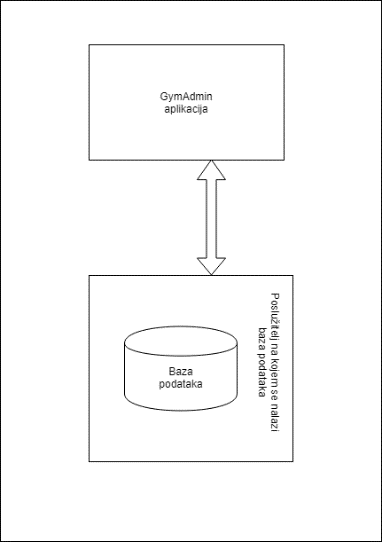 GymAdmin
aplikacija
Baza
podataka
Poslužitelj na kojem se nalazi
baza podataka